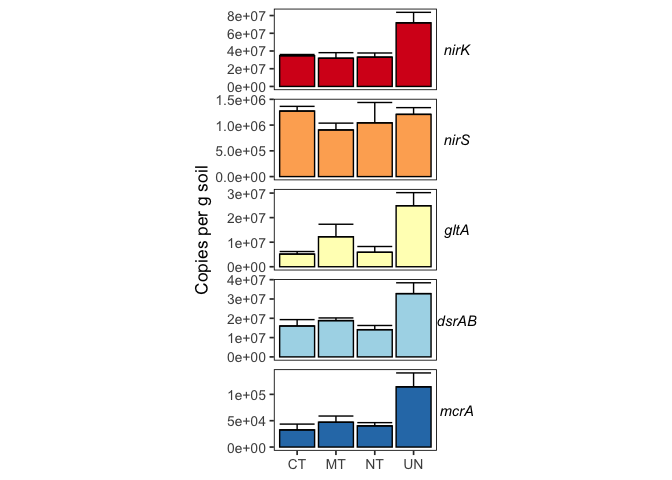 8e+07
6e+07
4e+07
2e+07
0e+00
nirK
1.5e+06
1.0e+06
5.0e+05
0.0e+00
nirS
Copies per g soil
3e+07
2e+07
1e+07
0e+00
gltA
4e+07
3e+07
2e+07
1e+07
0e+00
dsrAB
1e+05
5e+04
0e+00
mcrA
CT MT NT UN